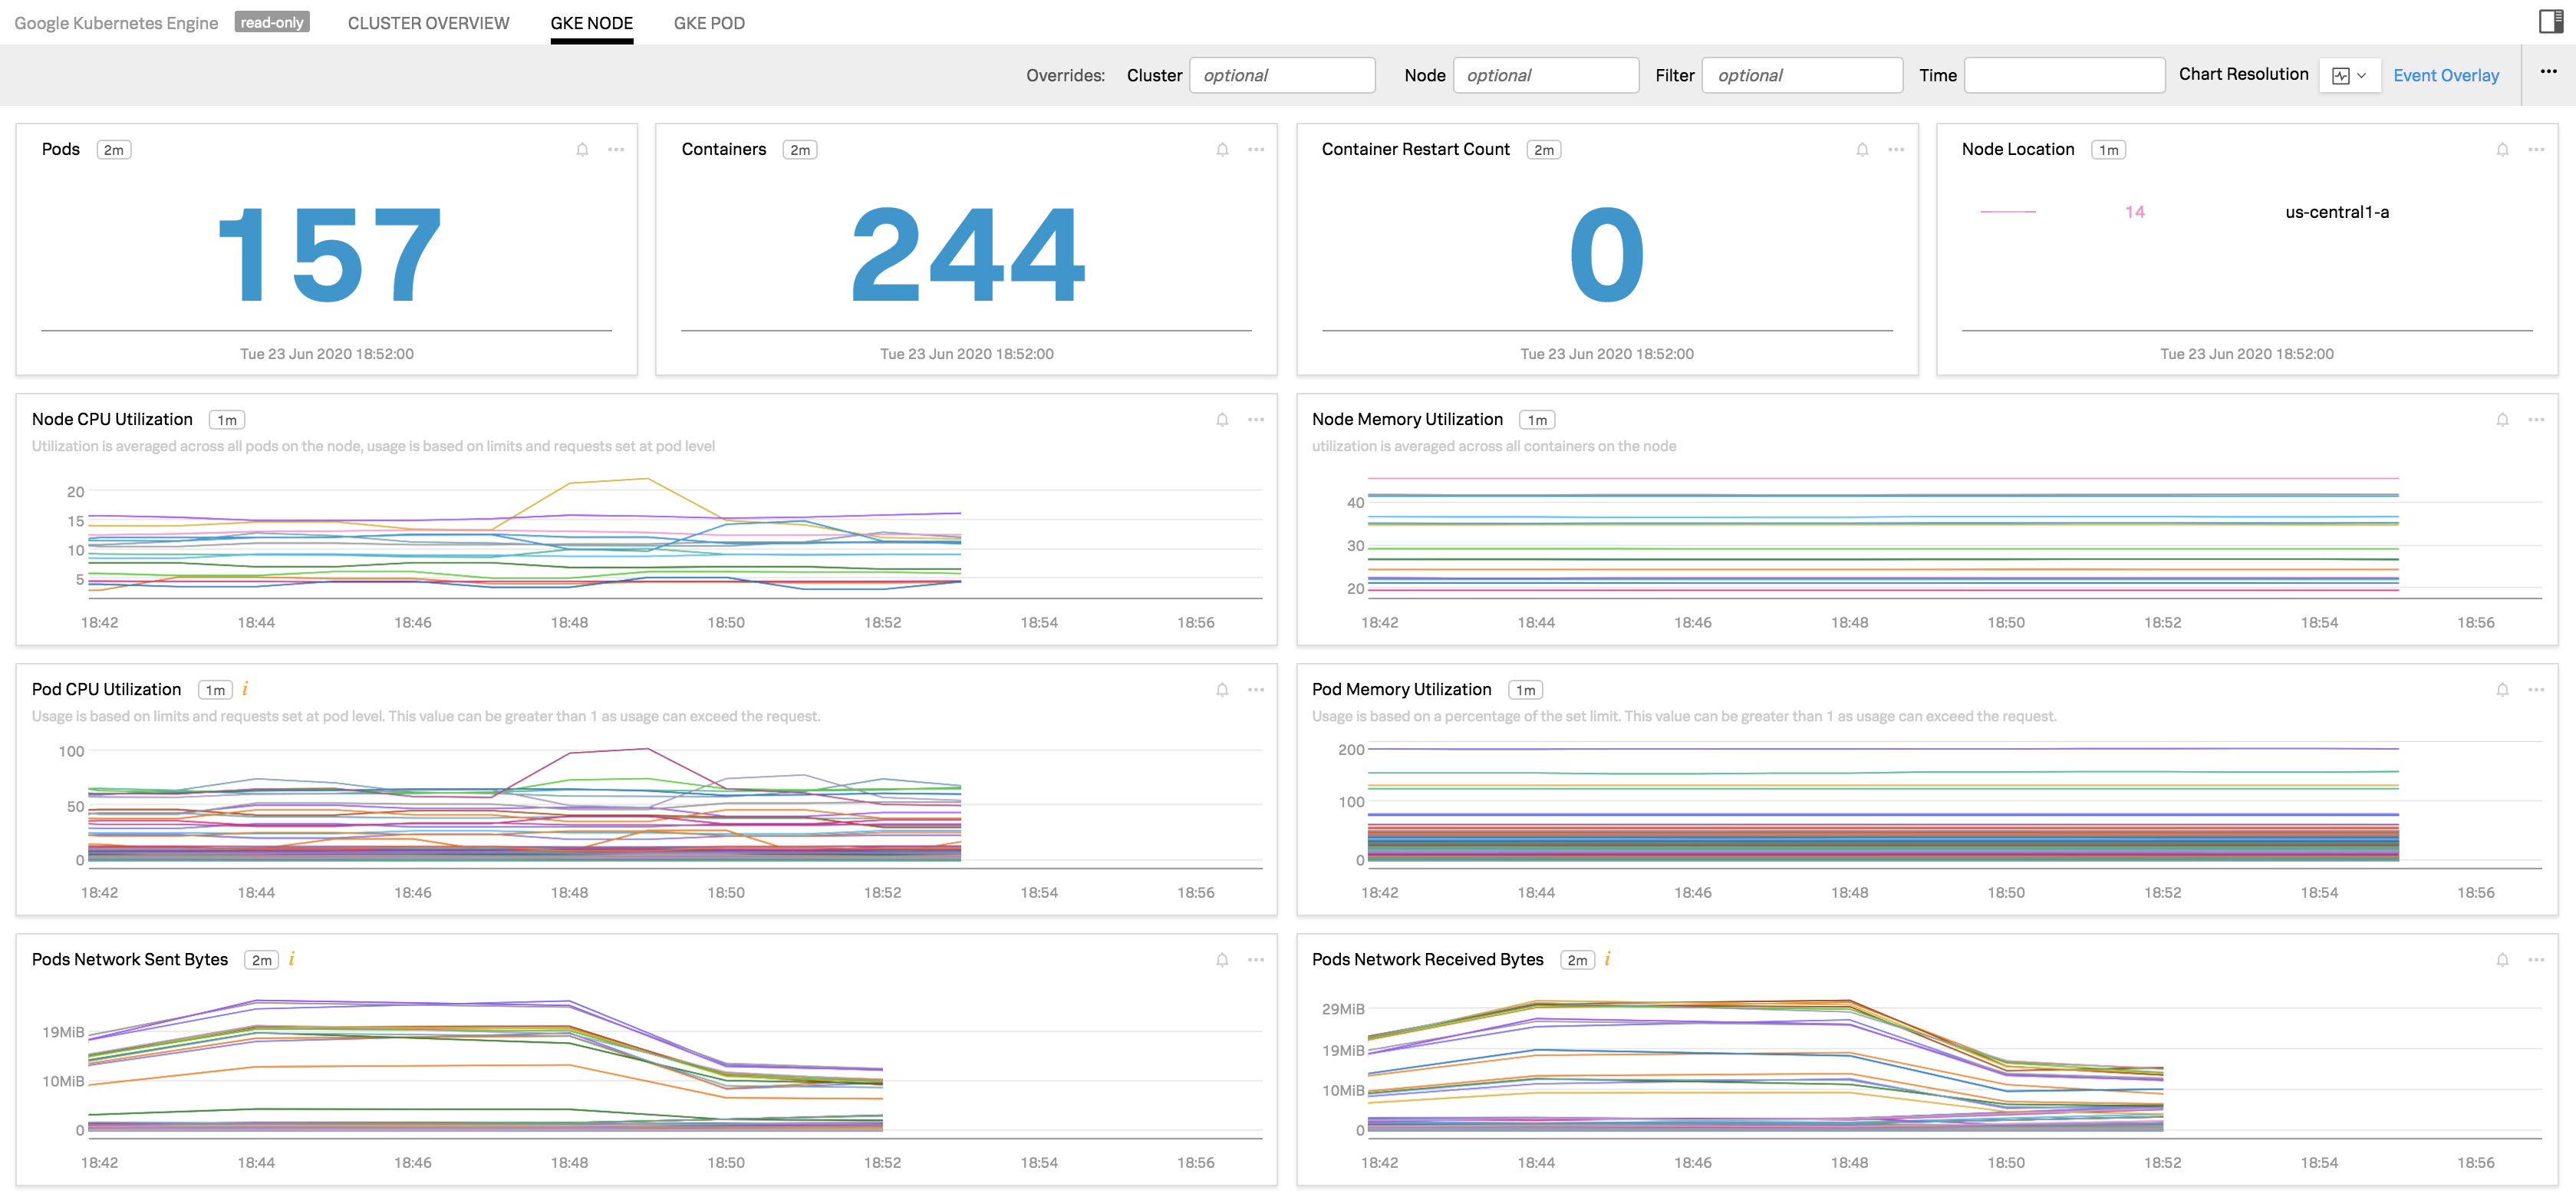 Google Kubernetes Engine read-only CLUSTER OVERVIEW GKE NODE GKE POD
Overrides: Cluster optional Node optional Filter optional Time Chart Resolution Event Overlay
Pods 2m
157
Tue 23 Jun 2020 18:52:00
Containers 2m
244
Tue 23 Jun 2020 18:52:00
Container Restart Count 2m
0
Tue 23 Jun 2020 18:52:00
Node Location 1m
14 us-central1-a
Tue 23 Jun 2020 18:52:00
Node CPU Utilization 1m
Utilization is averaged across all pods on the node, usage is based on limits and requests set at pod level
20
15
10
5
18:42 18:44 18:46 18:48 18:50 18:52 18:54 18:56
Node Memory Utilization 1m
utilization is averaged across all containers on the node
40
30
20
18:42 18:44 18:46 18:48 18:50 18:52 18:54 18:56
Pod CPU Utilization 1m i
Usage is based on limits and requests set at pod level. This value can be greater than 1 as usage can exceed the request.
100
50
0
18:42 18:44 18:46 18:48 18:50 18:52 18:54 18:56
Pod Memory Utilization 1m
Usage is based on a percentage of the set limit. This value can be greater than 1 as usage can exceed the request.
200
100
0
18:42 18:44 18:46 18:48 18:50 18:52 18:54 18:56
Pods Network Sent Bytes 2m i
19MiB
10MiB
0
18:42 18:44 18:46 18:48 18:50 18:52 18:54 18:56
Pods Network Received Bytes 2m i
29MiB
19MiB
10MiB
0
18:42 18:44 18:46 18:48 18:50 18:52 18:54 18:56